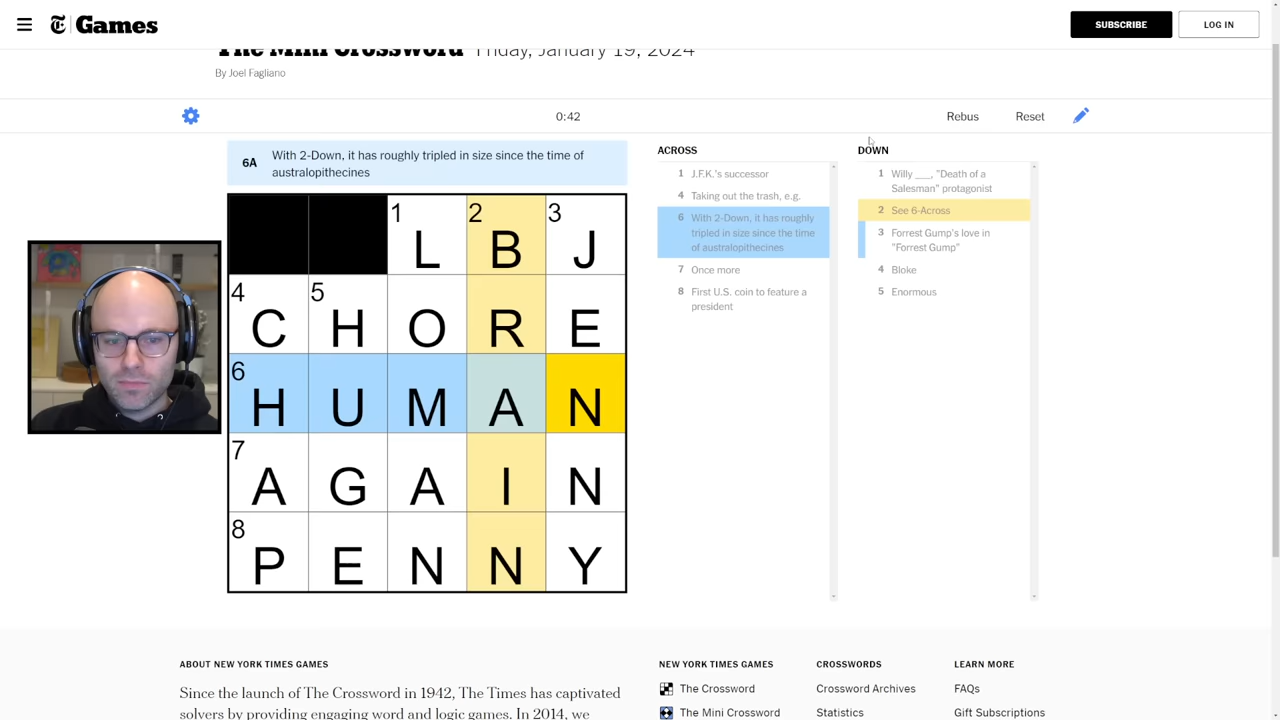 Games
SUBSCRIBE
LOG IN
The Mini Crossword Friday, January 19, 2024
By Joel Fagliano
0:42
Rebus
Reset
6A
With 2-Down, it has roughly tripled in size since the time of
australopithecines
1 2 3
L B J
4 5
C H O R E
6
H U M A N
7
A G A I N
8
P E N N Y
ACROSS
1 J.F.K.'s successor
4 Taking out the trash, e.g.
6 With 2-Down, it has roughly
tripled in size since the time
of australopithecines
7 Once more
8 First U.S. coin to feature a
president
DOWN
1 Willy ___, "Death of a
Salesman" protagonist
2 See 6-Across
3 Forrest Gump's love in
"Forrest Gump"
4 Bloke
5 Enormous
ABOUT NEW YORK TIMES GAMES
Since the launch of The Crossword in 1942, The Times has captivated
solvers by providing engaging word and logic games. In 2014, we
NEW YORK TIMES GAMES
The Crossword
The Mini Crossword
CROSSWORDS
Crossword Archives
Statistics
LEARN MORE
FAQs
Gift Subscriptions